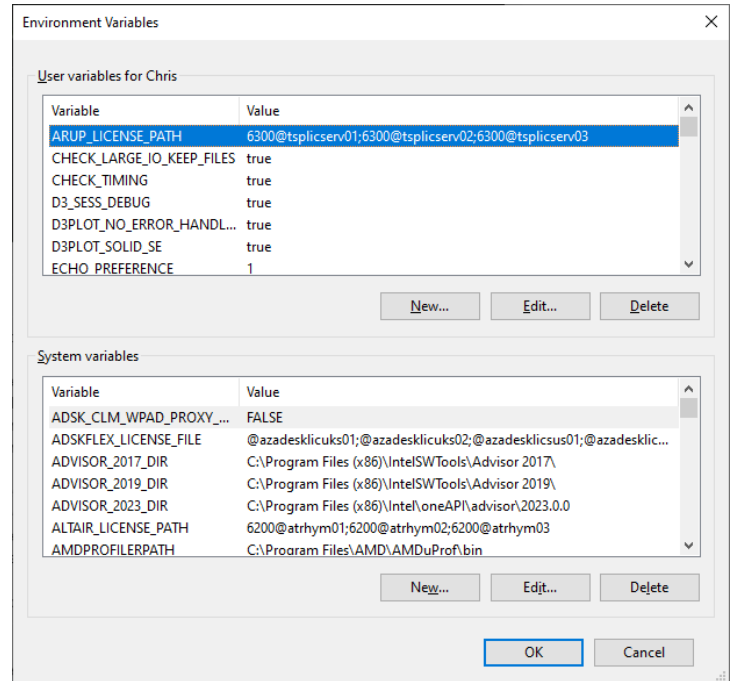 Environment Variables
User variables for Chris
Variable Value
ARUP_LICENSE_PATH 6300@tsplicserv01;6300@tsplicserv02;6300@tsplicserv03
CHECK_LARGE_IO_KEEP_FILES true
CHECK_TIMING true
D3_SESS_DEBUG true
D3PLOT_NO_ERROR_HANDL... true
D3PLOT_SOLID_SE true
ECHO PREFERENCE 1
New... Edit... Delete
System variables
Variable Value
ADSK_CLM_WPAD_PROXY_... FALSE
ADSKFLEX_LICENSE_FILE @azadesklicuks01;@azadesklicuks02;@azadesklicsus01;@azadesklic...
ADVISOR_2017_DIR C:\Program Files (x86)\IntelSWTools\Advisor 2017\
ADVISOR_2019_DIR C:\Program Files (x86)\IntelSWTools\Advisor 2019\
ADVISOR_2023_DIR C:\Program Files (x86)\Intel\oneAPI\advisor\2023.0.0
ALTAIR_LICENSE_PATH 6200@atrhym01;6200@atrhym02;6200@atrhym03
AMDPROFILERPATH C:\Program Files\AMD\AMDuProf\bin
New... Edit... Delete
OK Cancel